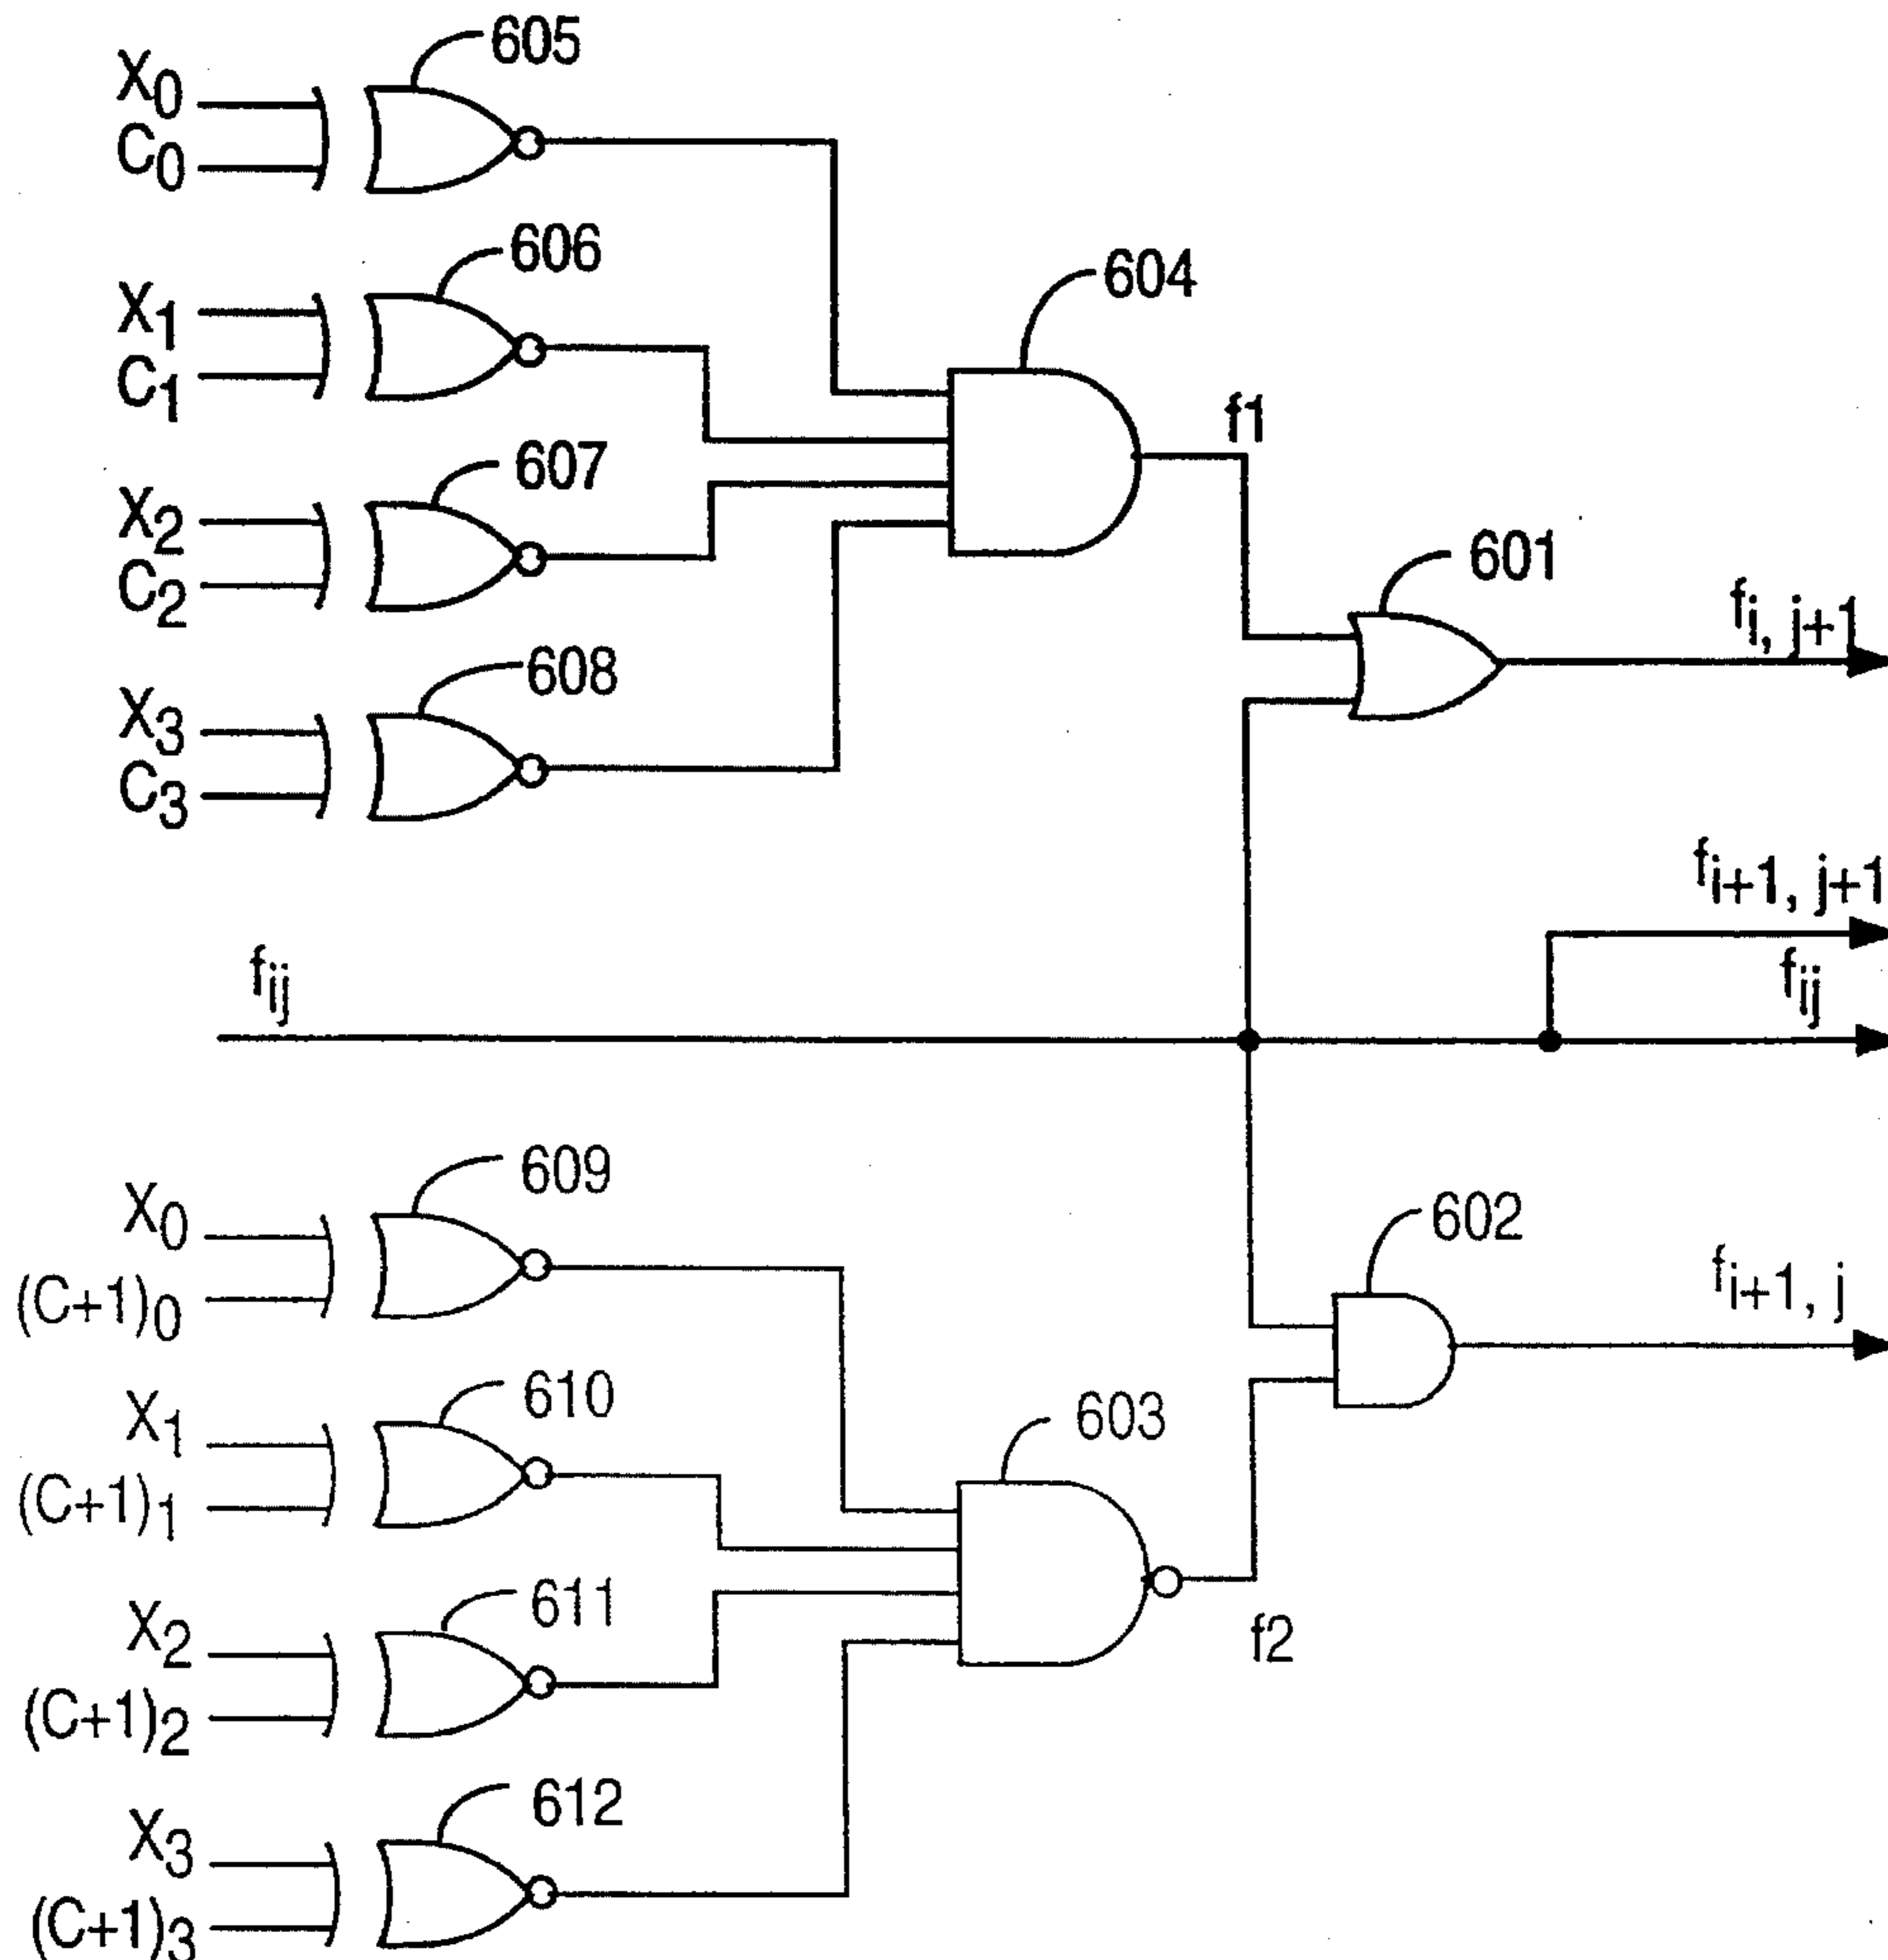 605
X0
C0
606
X1
C1
604
607
X2
C2
f1
601
fi, j+1
608
X3
C3
fi+1, j+1
fij
fij
609
X0
(C+1)0
602
fi+1, j
610
X1
(C+1)1
603
611
X2
(C+1)2
f2
612
X3
(C+1)3